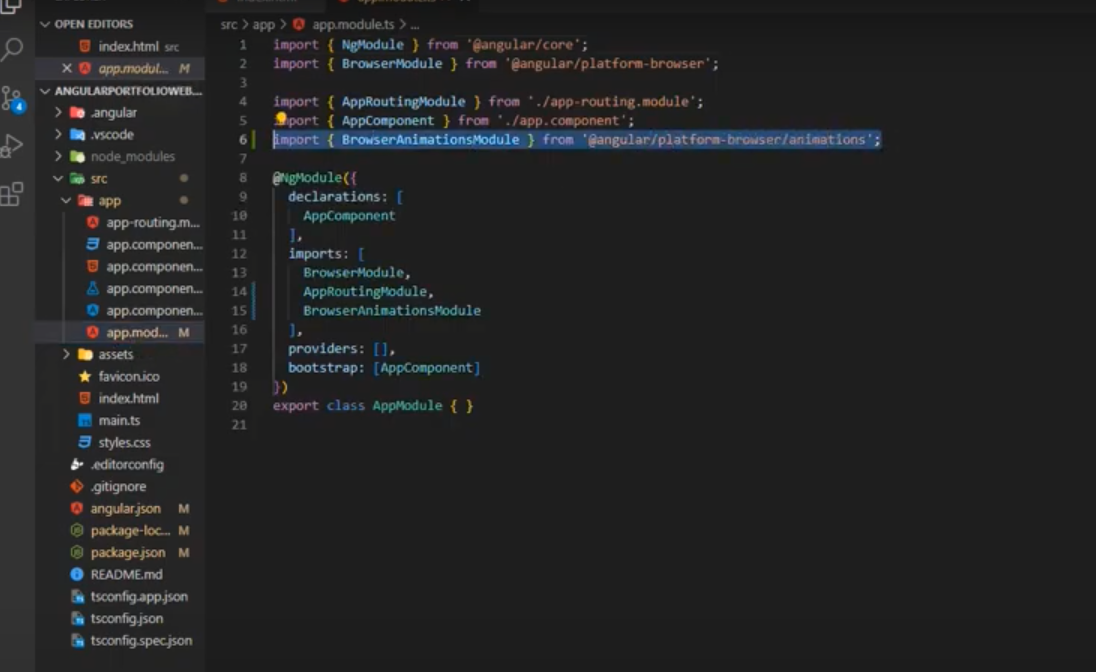 OPEN EDITORS
index.html src
app.modul... M
ANGULARPORTFOLIOWEB...
.angular
.vscode
node_modules
src
app
app-routing.m...
app.componen...
app.componen...
app.componen...
app.componen...
app.mod... M
assets
favicon.ico
index.html
main.ts
styles.css
.editorconfig
.gitignore
angular.json M
package-loc... M
package.json M
README.md
tsconfig.app.json
tsconfig.json
tsconfig.spec.json
4
src > app > app.module.ts > ...
1 import { NgModule } from '@angular/core';
2 import { BrowserModule } from '@angular/platform-browser';
3
4 import { AppRoutingModule } from './app-routing.module';
5 import { AppComponent } from './app.component';
6 import { BrowserAnimationsModule } from '@angular/platform-browser/animations';
7
8 @NgModule({
9 declarations: [
10 AppComponent
11 ],
12 imports: [
13 BrowserModule,
14 AppRoutingModule,
15 BrowserAnimationsModule
16 ],
17 providers: [],
18 bootstrap: [AppComponent]
19 })
20 export class AppModule { }
21